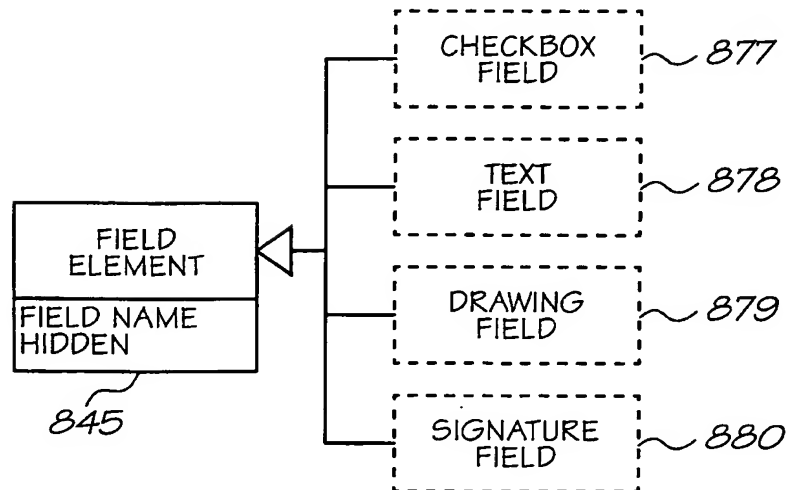 CHECKBOX
FIELD
877
TEXT
FIELD
878
FIELD
ELEMENT
FIELD NAME
HIDDEN
845
DRAWING
FIELD
879
SIGNATURE
FIELD
880